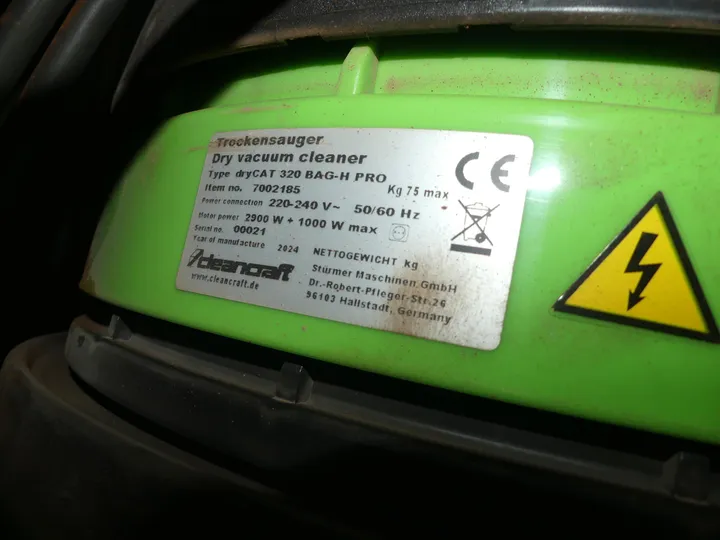 Trockensauger
Dry vacuum cleaner
Type dryCAT 320 BAG-H PRO
Kg 75 max
Item no. 7002185
Power connection 220-240 V~ 50/60 Hz
Motor power 2900 W + 1000 W max
Serial no. 00021
Year of manufacture 2024 NETTOGEWICHT Kg
cleancraft
www.cleancraft.de
Stürmer Maschinen GmbH
Dr.-Robert-Pfleger-Str.26
96103 Hallstadt, Germany
CE